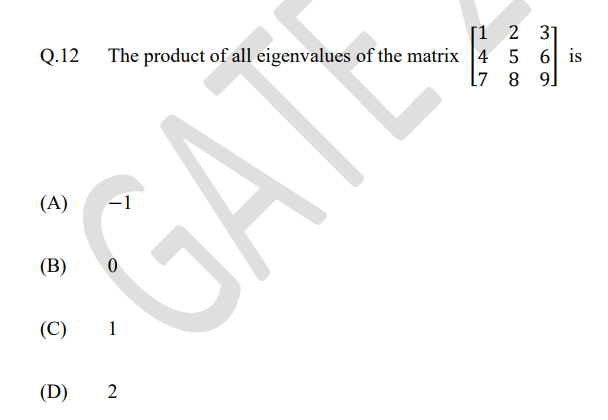 Q.12 The product of all eigenvalues of the matrix [1 2 3
4 5 6
7 8 9] is
(A) −1
(B) 0
(C) 1
(D) 2
GATE 2